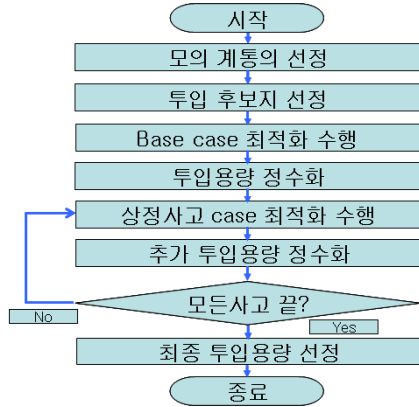 시작
모의 계통의 선정
투입 후보지 선정
Base case 최적화 수행
투입용량 정수화
상정사고 case 최적화 수행
추가 투입용량 정수화
모든사고 끝?
No
Yes
최종 투입용량 선정
종료